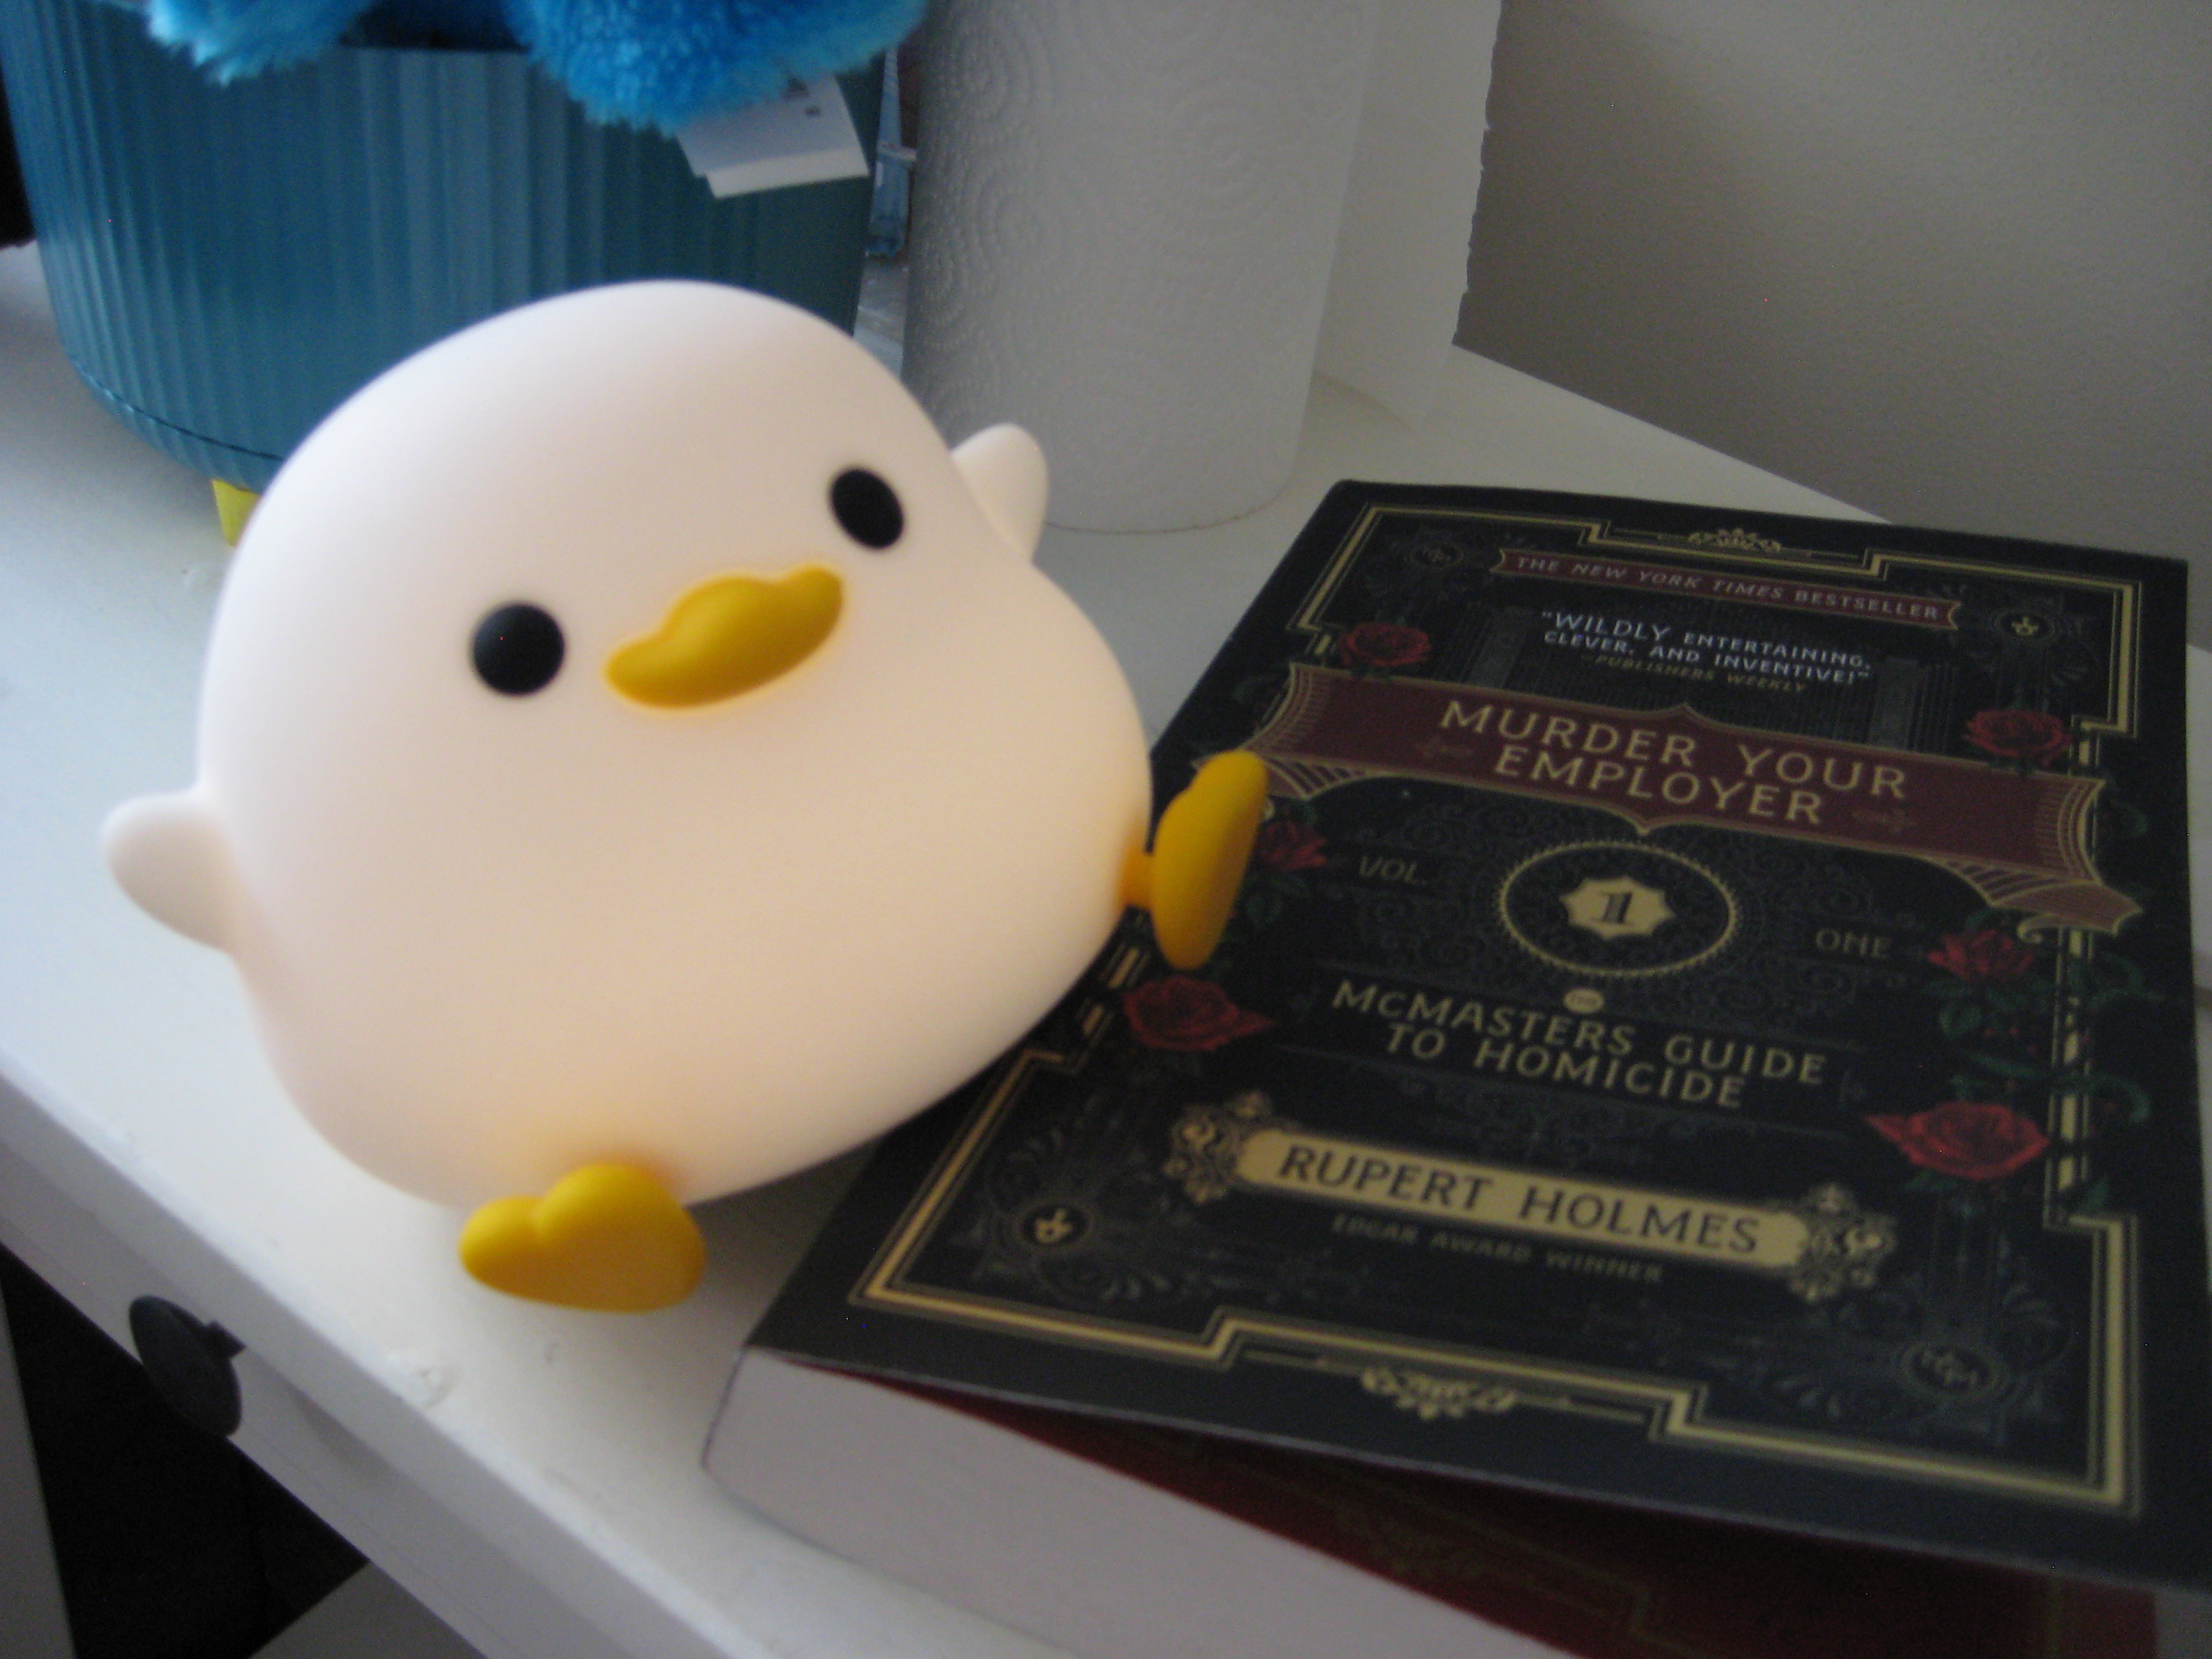 THE NEW YORK TIMES BESTSELLER
"WILDLY ENTERTAINING,
CLEVER, AND INVENTIVE!"
—PUBLISHERS WEEKLY
MURDER YOUR
EMPLOYER
VOL. 1 ONE
THE
MCMASTERS GUIDE
TO HOMICIDE
RUPERT HOLMES
EDGAR AWARD WINNER